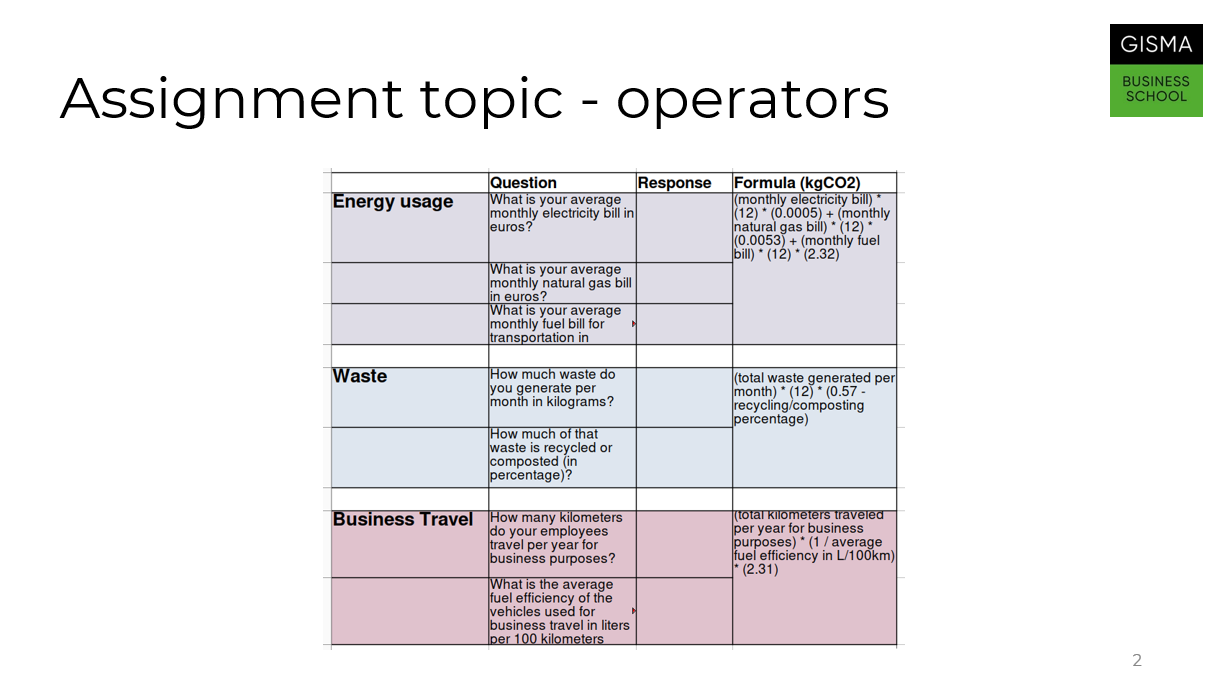 GISMA
BUSINESS
SCHOOL
Assignment topic - operators
Question
Response
Formula (kgCO2)
Energy usage
What is your average
monthly electricity bill in
euros?
(monthly electricity bill) *
(12) * (0.0005) + (monthly
natural gas bill) * (12) *
(0.0053) + (monthly fuel
bill) * (12) * (2.32)
What is your average
monthly natural gas bill
in euros?
What is your average
monthly fuel bill for
transportation in
Waste
How much waste do
you generate per
month in kilograms?
(total waste generated per
month) * (12) * (0.57 -
recycling/composting
percentage)
How much of that
waste is recycled or
composted (in
percentage)?
Business Travel
How many kilometers
do your employees
travel per year for
business purposes?
(total kilometers traveled
per year for business
purposes) * (1 / average
fuel efficiency in L/100km)
* (2.31)
What is the average
fuel efficiency of the
vehicles used for
business travel in liters
per 100 kilometers
2